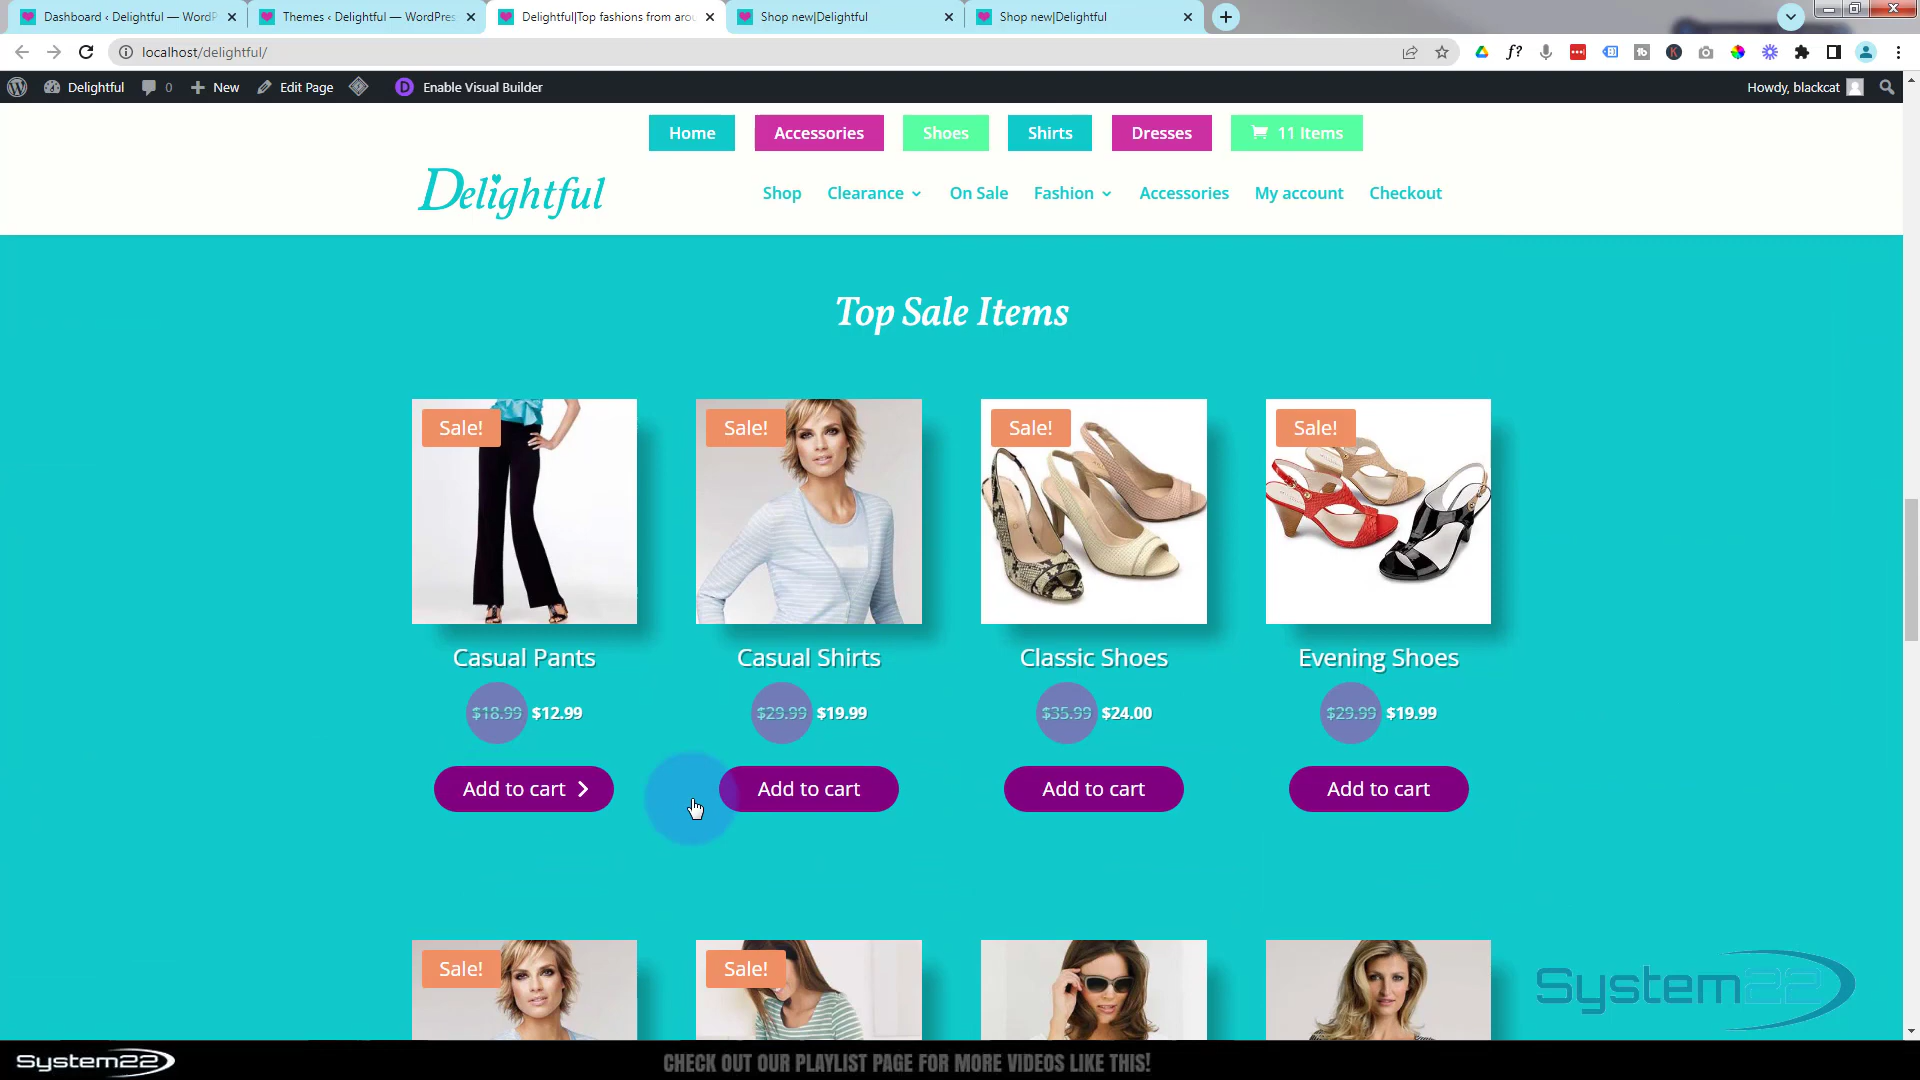 Dashboard ‹ Delightful — WordP
Themes ‹ Delightful — WordPress
Delightful|Top fashions from arou
Shop new|Delightful
Shop new|Delightful
localhost/delightful/
Delightful
0
New
Edit Page
D
Enable Visual Builder
Howdy, blackcat
Home
Accessories
Shoes
Shirts
Dresses
11 Items
Delightful
Shop
Clearance
On Sale
Fashion
Accessories
My account
Checkout
Top Sale Items
Sale!
Sale!
Sale!
Sale!
Casual Pants
Casual Shirts
Classic Shoes
Evening Shoes
$18.99 $12.99
$29.99 $19.99
$35.99 $24.00
$29.99 $19.99
Add to cart
Add to cart
Add to cart
Add to cart
Sale!
Sale!
System22
System22
CHECK OUT OUR PLAYLIST PAGE FOR MORE VIDEOS LIKE THIS!